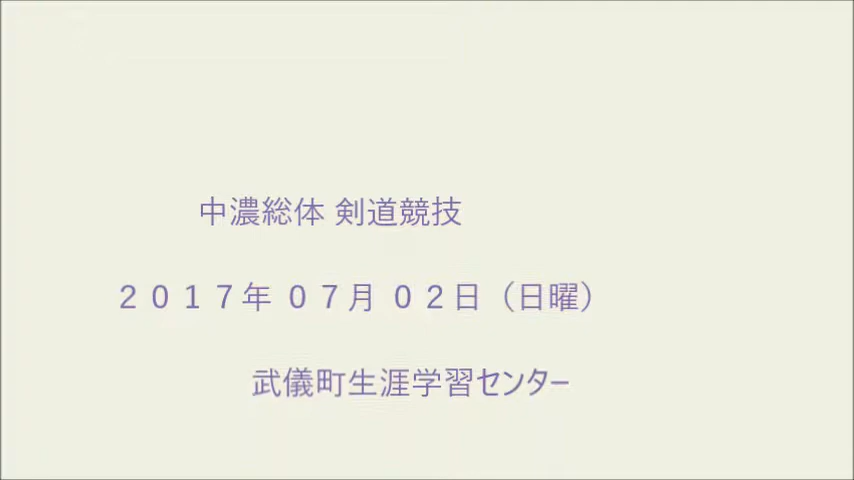 中濃総体 剣道競技
２０１７年 ０７月 ０２日（日曜）
武儀町生涯学習センター